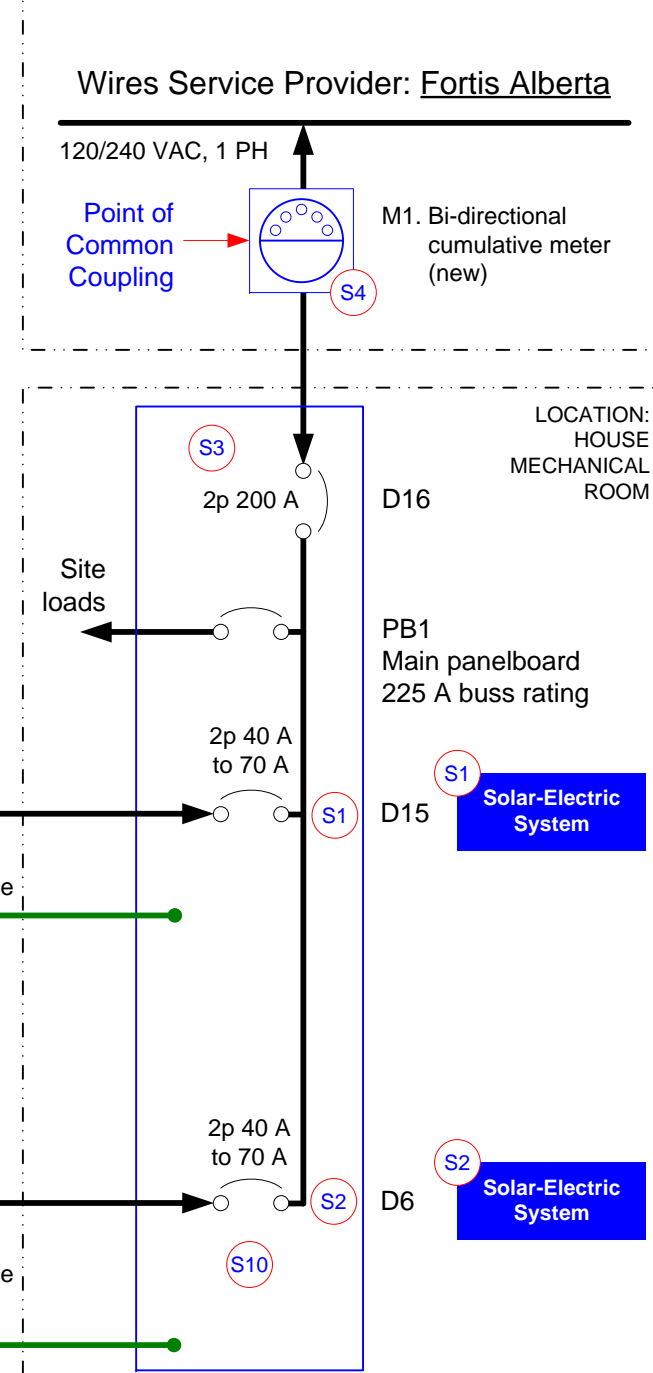 Wires Service Provider: Fortis Alberta
120/240 VAC, 1 PH
Point of
Common
Coupling
M1. Bi-directional
cumulative meter
(new)
S4
LOCATION:
HOUSE
MECHANICAL
ROOM
S3
2p 200 A
D16
Site
loads
PB1
Main panelboard
225 A buss rating
2p 40 A
to 70 A
S1
D15
S1
Solar-Electric
System
e
2p 40 A
to 70 A
S2
D6
S2
Solar-Electric
System
S10
e